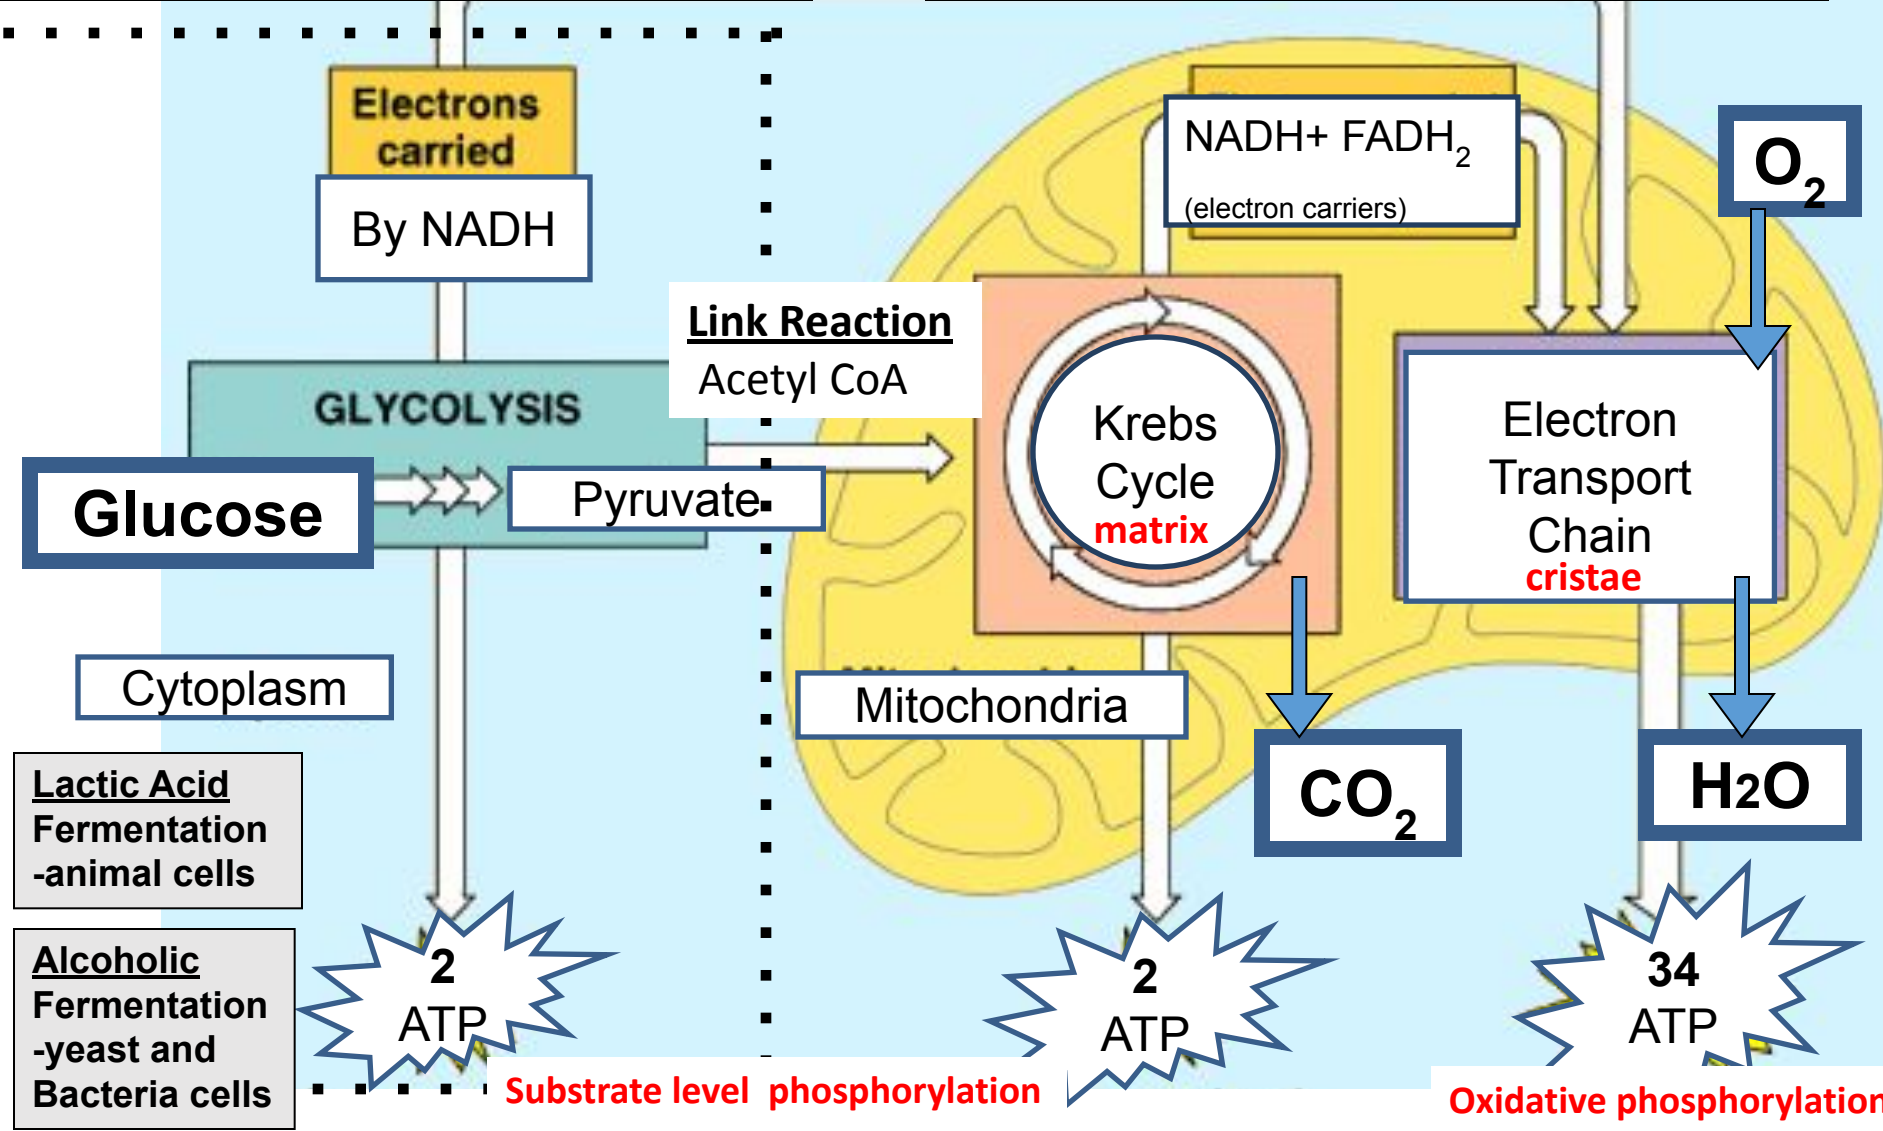 Electrons
carried
By NADH
NADH+ FADH₂
(electron carriers)
O₂
Link Reaction
Acetyl CoA
GLYCOLYSIS
Glucose
Pyruvate
Krebs
Cycle
matrix
Electron
Transport
Chain
cristae
Cytoplasm
Mitochondria
CO₂
H2O
Lactic Acid
Fermentation
-animal cells
Alcoholic
Fermentation
-yeast and
Bacteria cells
2
ATP
2
ATP
34
ATP
Substrate level phosphorylation
Oxidative phosphorylation